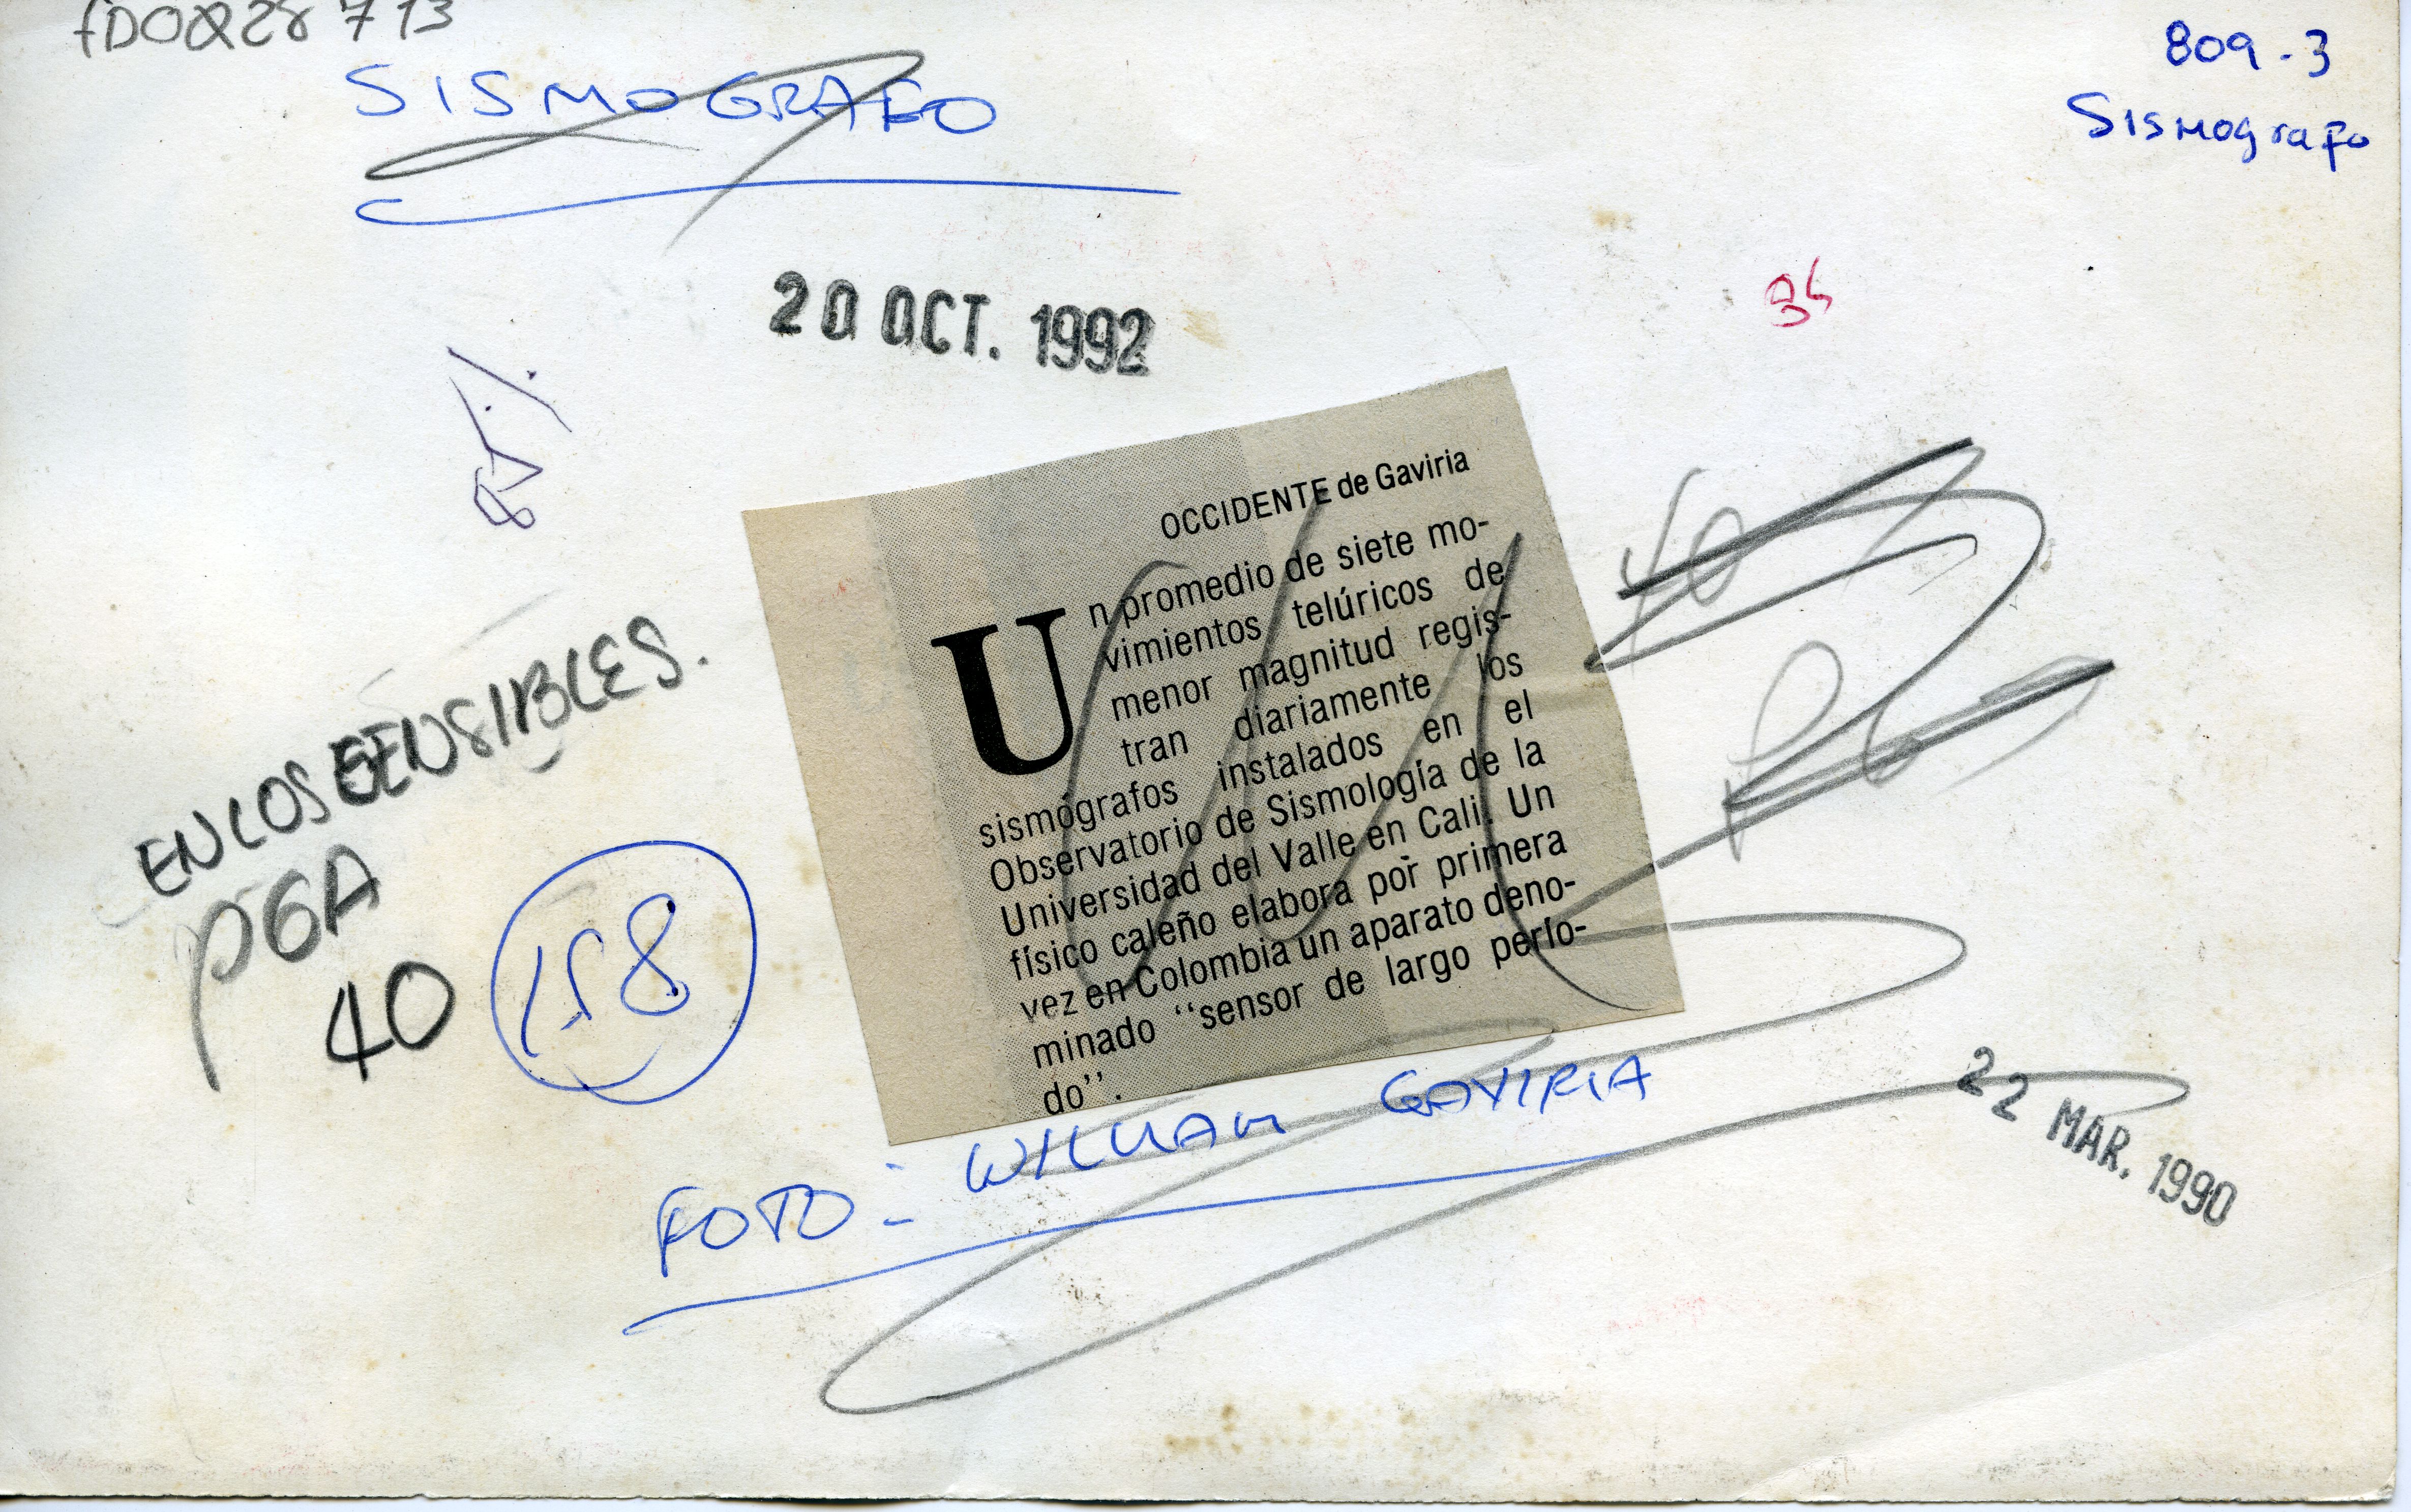 809-3
SISMOGRAFO
Sismografo
20 OCT. 1992
OCCIDENTE de Gaviria
Un promedio de siete mo-
vimientos telúricos de
menor magnitud regis-
tran diariamente los
sismógrafos instalados en el
Observatorio de Sismología de la
Universidad del Valle en Cali. Un
físico caleño elabora por primera
vez en Colombia un aparato deno-
minado ‘‘sensor de largo perío-
do’’.
EN LOS SENSIBLES.
PGA
40
158
FOTO: WILLIAM GAVIRIA
22 MAR. 1990